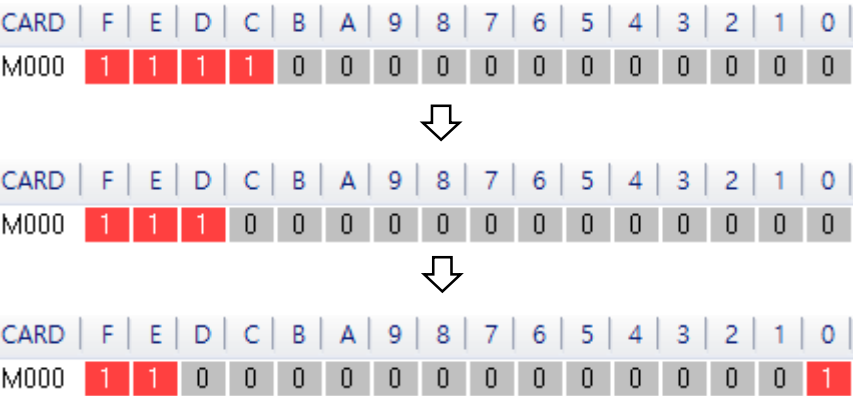 CARD F E D C B A 9 8 7 6 5 4 3 2 1 0
M000 1 1 1 1 0 0 0 0 0 0 0 0 0 0 0 0
CARD F E D C B A 9 8 7 6 5 4 3 2 1 0
M000 1 1 1 0 0 0 0 0 0 0 0 0 0 0 0 0
CARD F E D C B A 9 8 7 6 5 4 3 2 1 0
M000 1 1 0 0 0 0 0 0 0 0 0 0 0 0 0 1